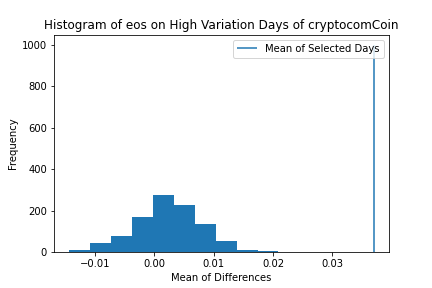 Histogram of eos on High Variation Days of cryptocomCoin
Mean of Selected Days
Frequency
1000
800
600
400
200
0
−0.01
0.00
0.01
0.02
0.03
Mean of Differences